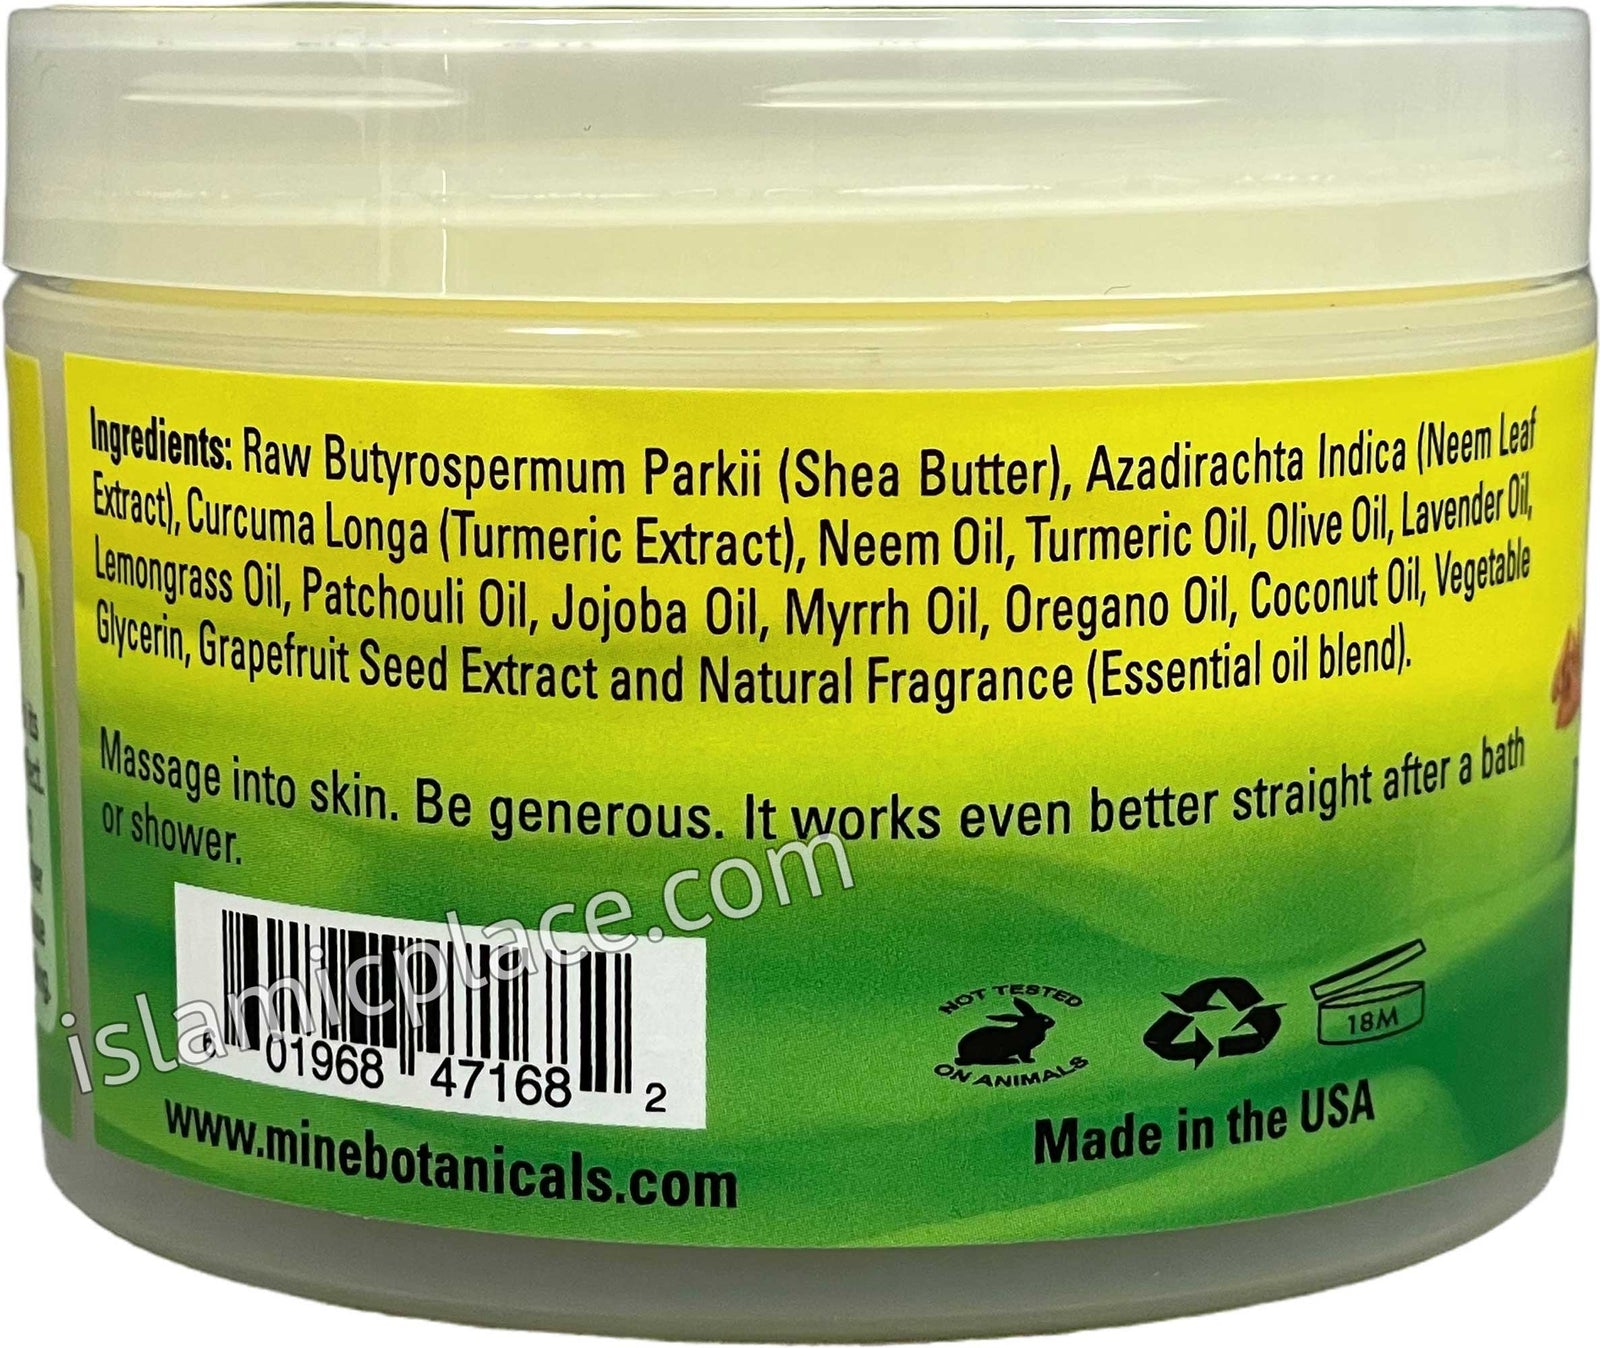 Ingredients: Raw Butyrospermum Parkii (Shea Butter), Azadirachta Indica (Neem Leaf
Extract), Curcuma Longa (Turmeric Extract), Neem Oil, Turmeric Oil, Olive Oil, Lavender Oil,
Lemongrass Oil, Patchouli Oil, Jojoba Oil, Myrrh Oil, Oregano Oil, Coconut Oil, Vegetable
Glycerin, Grapefruit Seed Extract and Natural Fragrance (Essential oil blend).
Massage into skin. Be generous. It works even better straight after a bath
or shower.
islamicplace.com
6 01968 47168 2
www.minebotanicals.com
NOT TESTED
ON ANIMALS
18M
Made in the USA